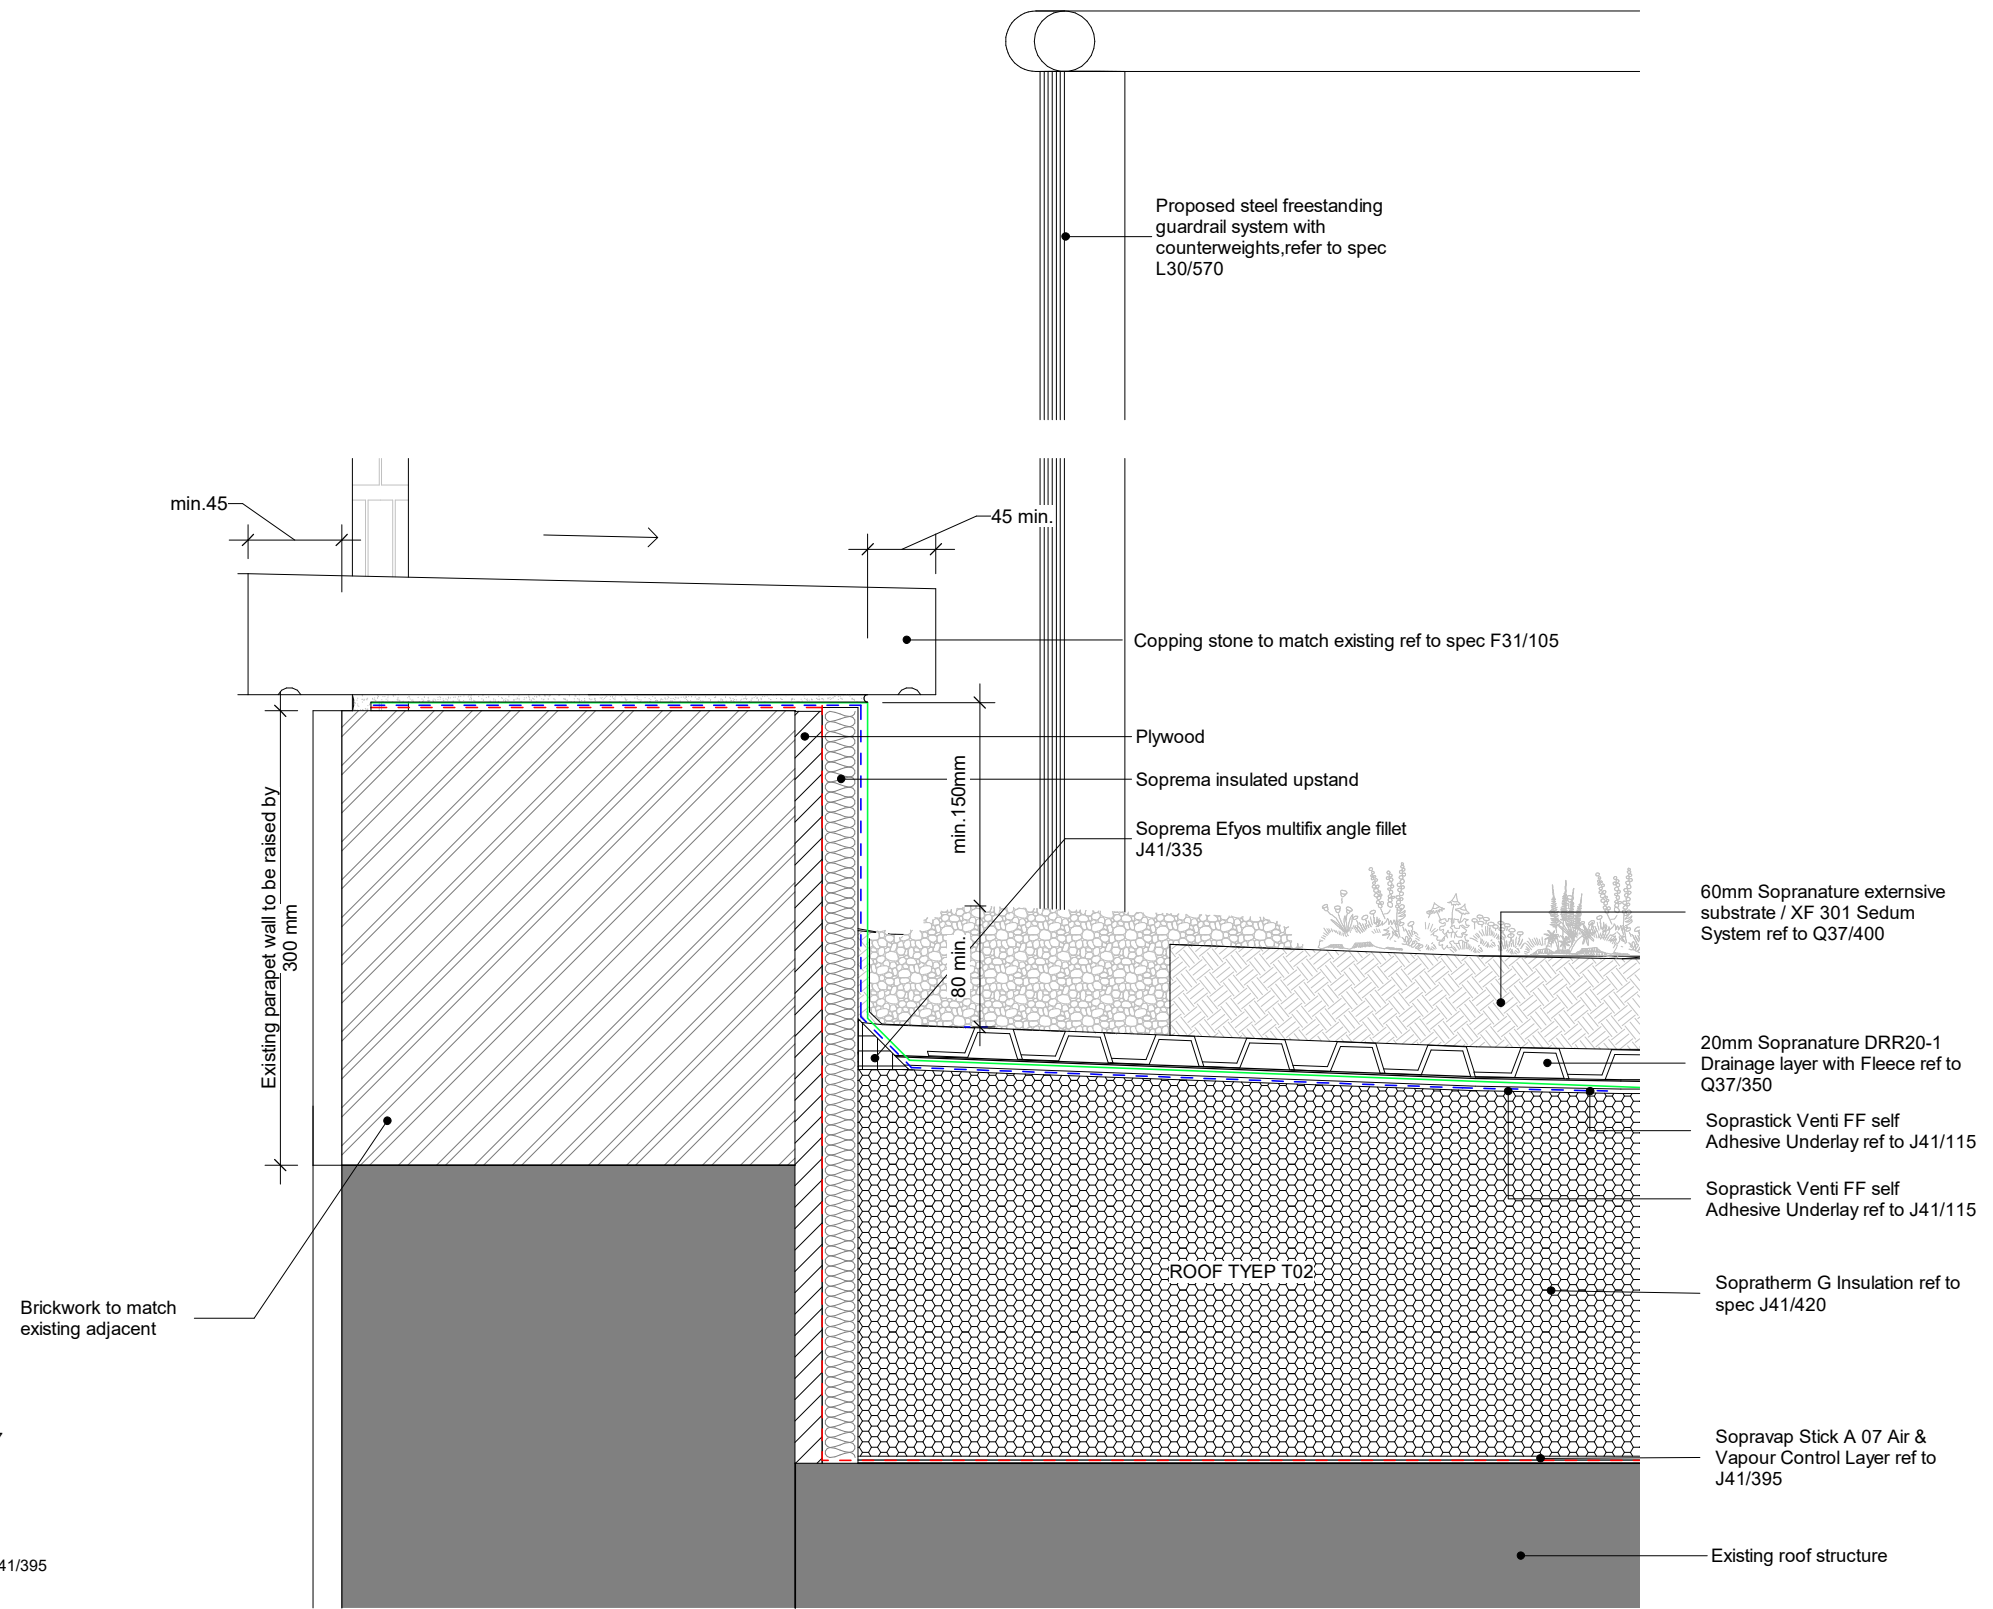 Proposed steel freestanding
guardrail system with
counterweights,refer to spec
L30/570
min.45
45 min.
Copping stone to match existing ref to spec F31/105
Plywood
Soprema insulated upstand
min.150mm
Soprema Efyos multifix angle fillet
J41/335
80 min.
Existing parapet wall to be raised by
300 mm
60mm Sopranature externsive
substrate / XF 301 Sedum
System ref to Q37/400
20mm Sopranature DRR20-1
Drainage layer with Fleece ref to
Q37/350
Soprastick Venti FF self
Adhesive Underlay ref to J41/115
Soprastick Venti FF self
Adhesive Underlay ref to J41/115
ROOF TYEP T02
Sopratherm G Insulation ref to
spec J41/420
Brickwork to match
existing adjacent
Sopravap Stick A 07 Air &
Vapour Control Layer ref to
J41/395
Existing roof structure
41/395